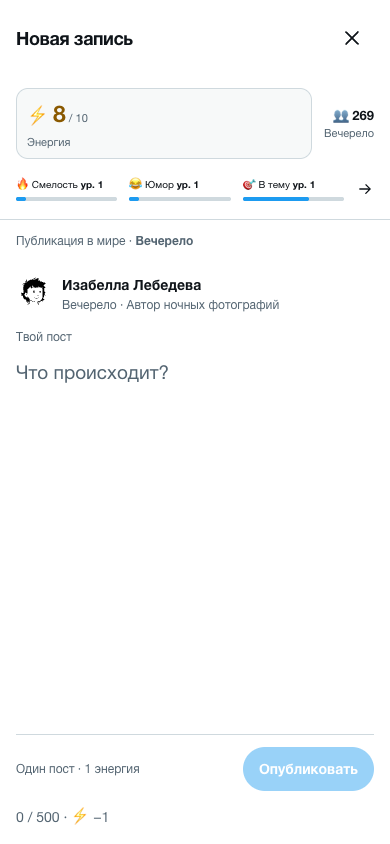 Новая запись
⚡ 8 / 10
Энергия
👥 269
Вечерело
🔥 Смелость ур. 1
😂 Юмор ур. 1
🎯 В тему ур. 1
→
Публикация в мире · Вечерело
Изабелла Лебедева
Вечерело · Автор ночных фотографий
Твой пост
Что происходит?
Один пост · 1 энергия
Опубликовать
0 / 500 · ⚡ −1